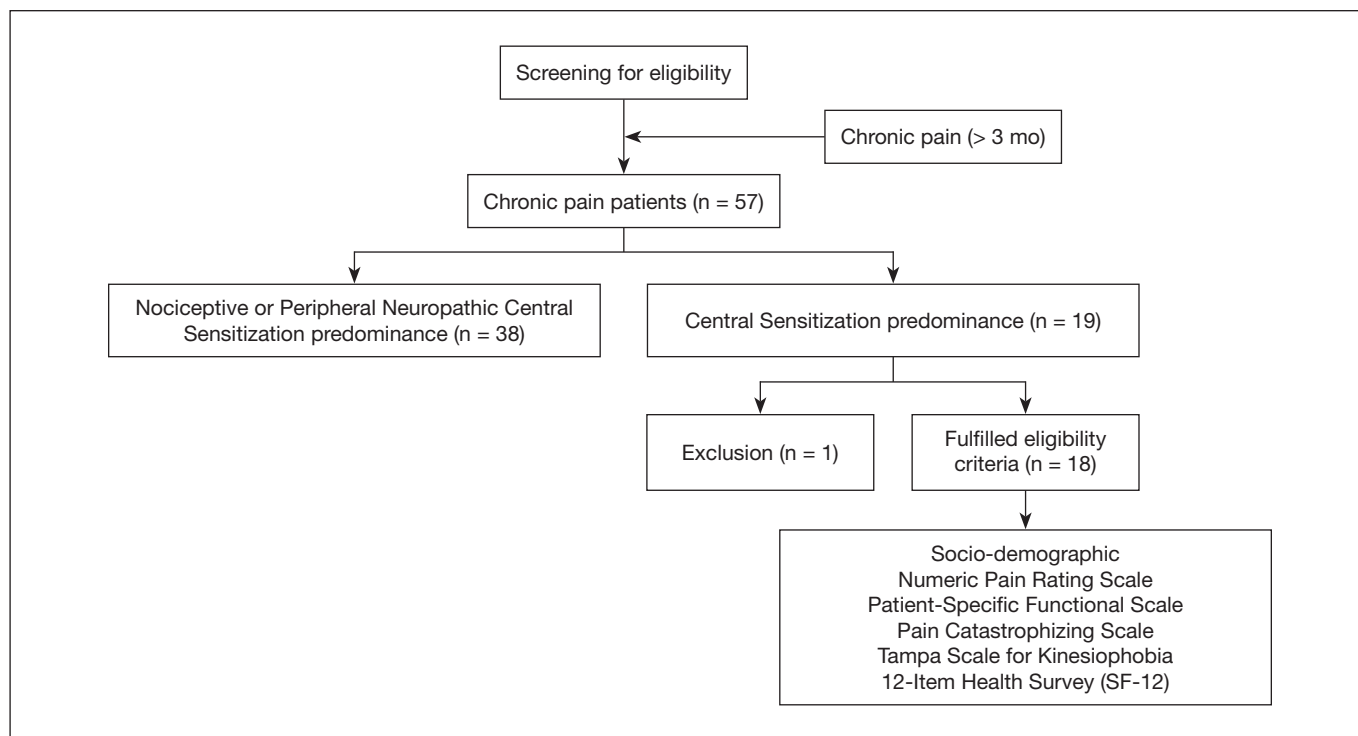 Screening for eligibility
Chronic pain (> 3 mo)
Chronic pain patients (n = 57)
Nociceptive or Peripheral Neuropathic Central
Sensitization predominance (n = 38)
Central Sensitization predominance (n = 19)
Exclusion (n = 1)
Fulfilled eligibility
criteria (n = 18)
Socio-demographic
Numeric Pain Rating Scale
Patient-Specific Functional Scale
Pain Catastrophizing Scale
Tampa Scale for Kinesiophobia
12-Item Health Survey (SF-12)